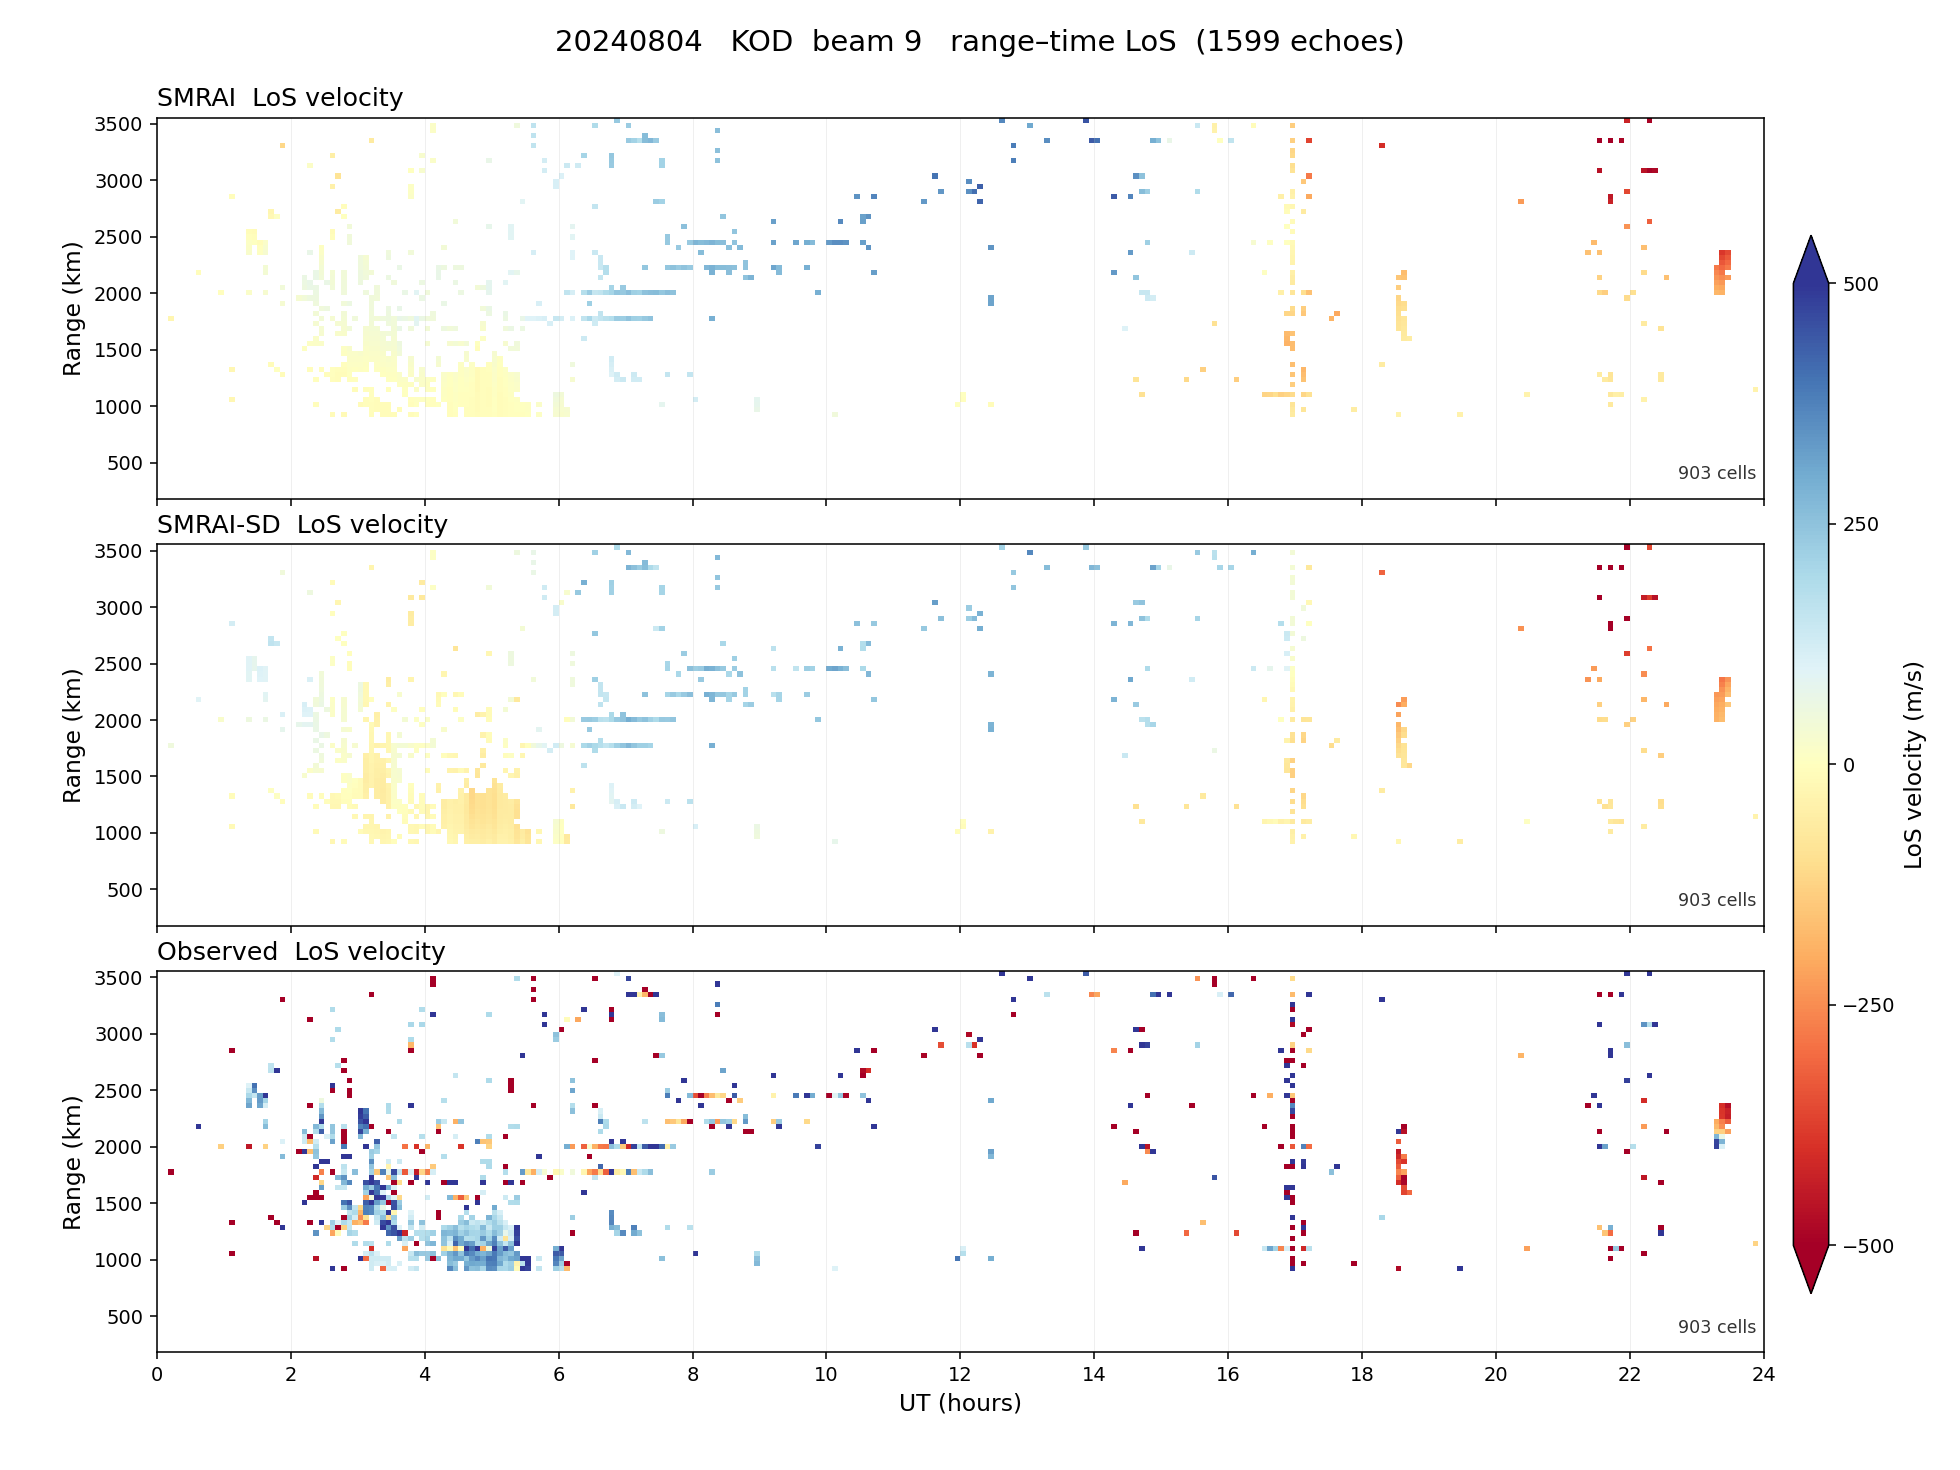 20240804   KOD  beam 9   range–time LoS  (1599 echoes)
SMRAI  LoS velocity
3500
3000
2500
2000
1500
1000
500
Range (km)
903 cells
SMRAI-SD  LoS velocity
3500
3000
2500
2000
1500
1000
500
Range (km)
903 cells
Observed  LoS velocity
3500
3000
2500
2000
1500
1000
500
Range (km)
903 cells
0 2 4 6 8 10 12 14 16 18 20 22 24
UT (hours)
500
250
0
−250
−500
LoS velocity (m/s)